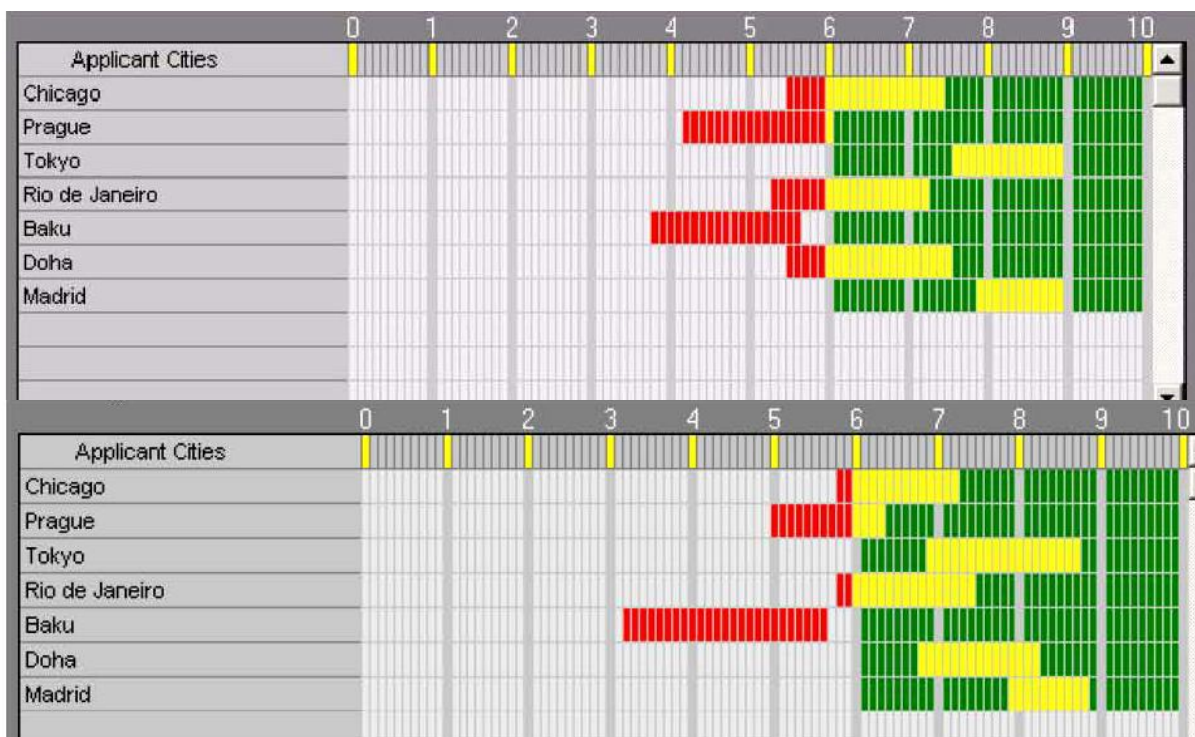 0 1 2 3 4 5 6 7 8 9 10
Applicant Cities
Chicago
Prague
Tokyo
Rio de Janeiro
Baku
Doha
Madrid
0 1 2 3 4 5 6 7 8 9 10
Applicant Cities
Chicago
Prague
Tokyo
Rio de Janeiro
Baku
Doha
Madrid